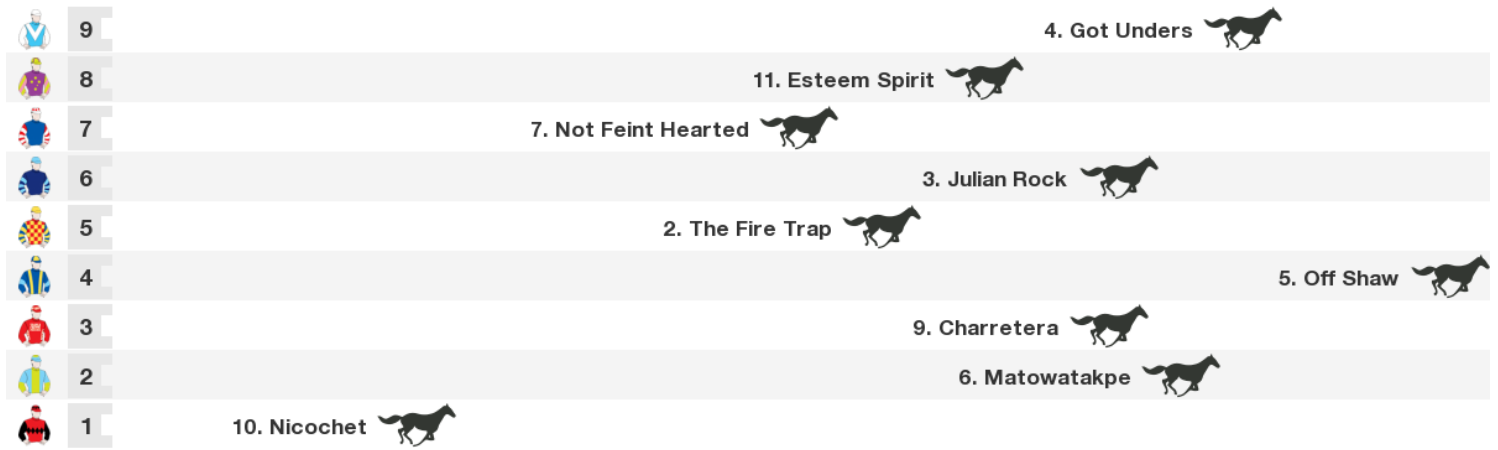 9 4. Got Unders
8 11. Esteem Spirit
7 7. Not Feint Hearted
6 3. Julian Rock
5 2. The Fire Trap
4 5. Off Shaw
3 9. Charretera
2 6. Matowatakpe
1 10. Nicochet